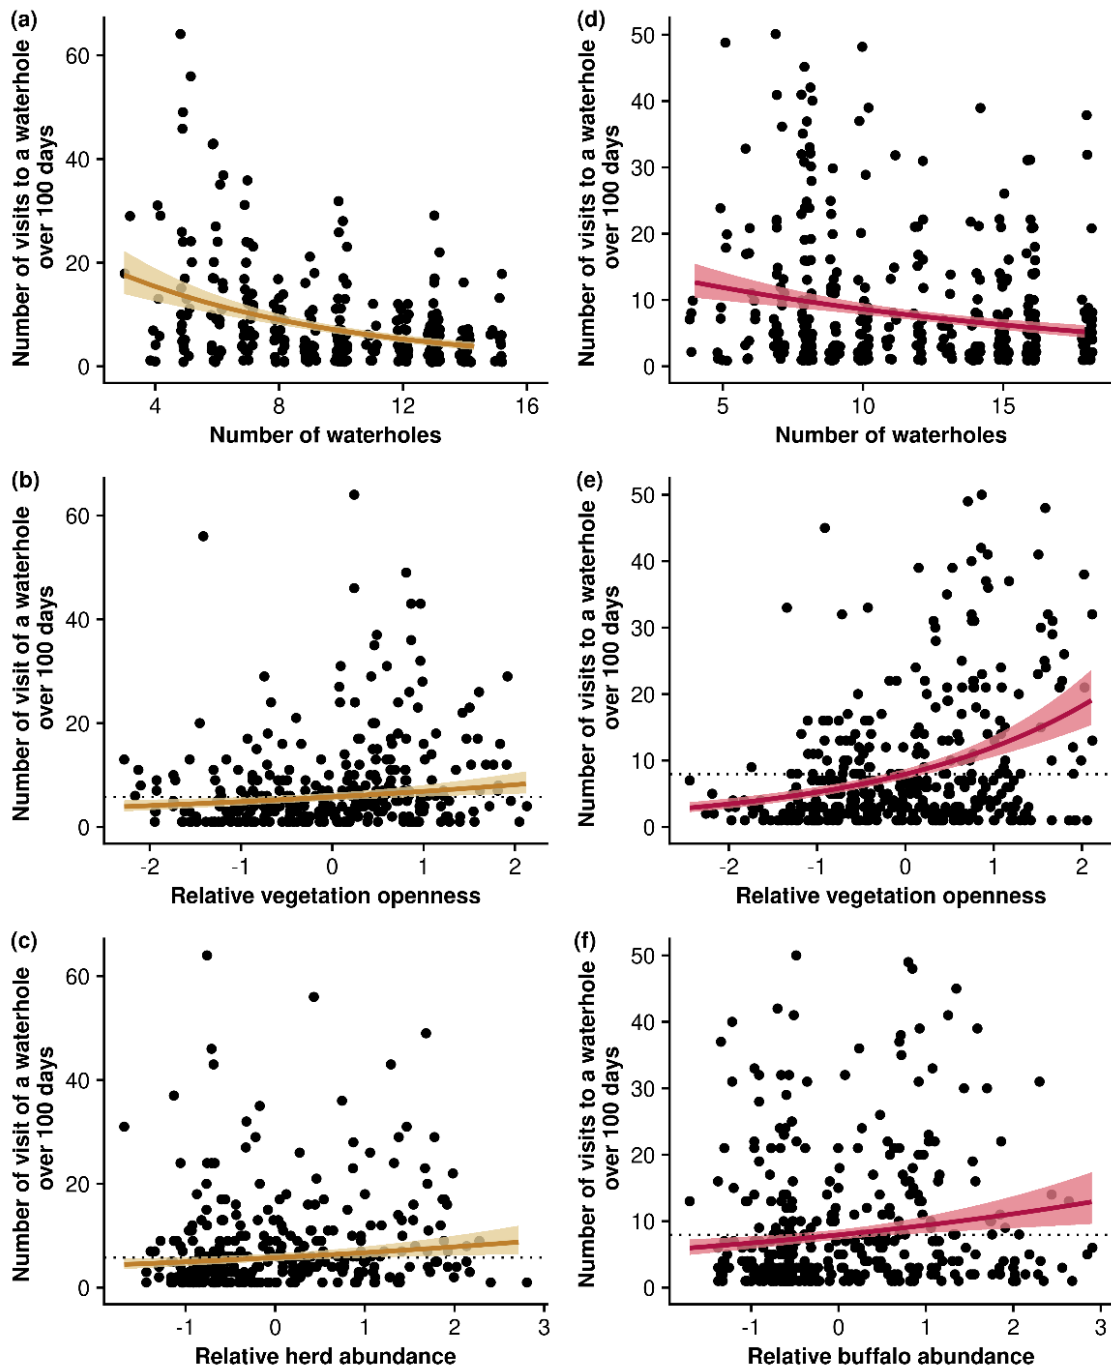 (a)
Number of visits to a waterhole
over 100 days
60
40
20
0
4
8
12
16
Number of waterholes
(d)
Number of visits to a waterhole
over 100 days
50
40
30
20
10
0
5
10
15
Number of waterholes
(b)
Number of visit of a waterhole
over 100 days
60
40
20
0
-2
-1
0
1
2
Relative vegetation openness
(e)
Number of visits to a waterhole
over 100 days
50
40
30
20
10
0
-2
-1
0
1
2
Relative vegetation openness
(c)
Number of visit of a waterhole
over 100 days
60
40
20
0
-1
0
1
2
3
Relative herd abundance
(f)
Number of visits to a waterhole
over 100 days
50
40
30
20
10
0
-1
0
1
2
3
Relative buffalo abundance